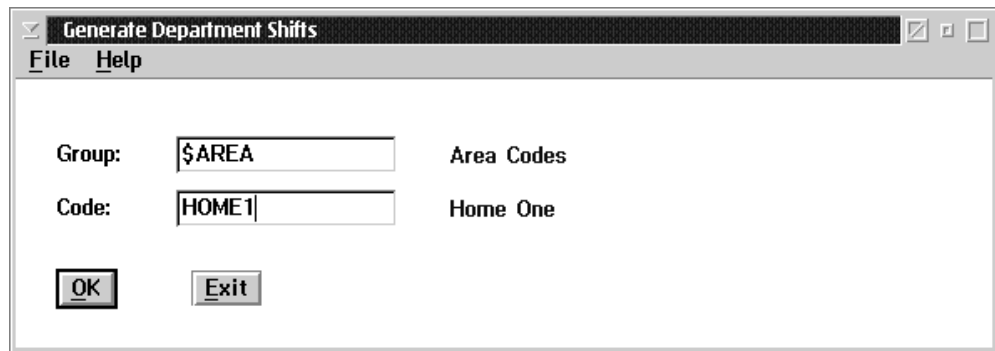 Generate Department Shifts
File Help
Group: $AREA Area Codes
Code: HOME1 Home One
OK Exit